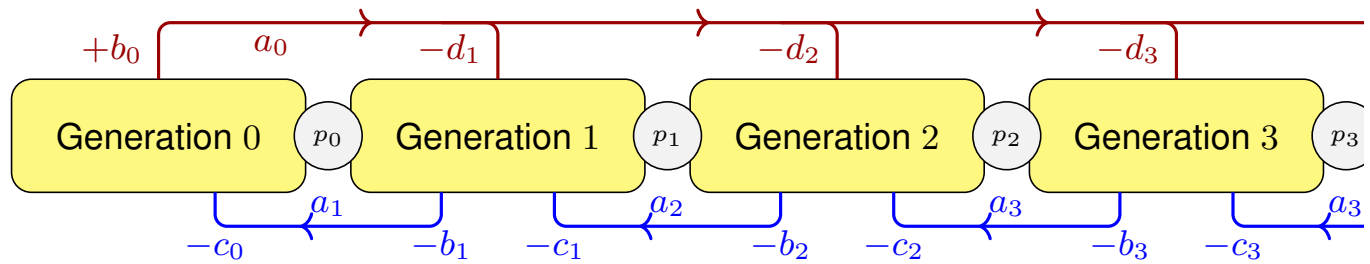 +b₀ a₀ −d₁ −d₂ −d₃
Generation 0 p₀ Generation 1 p₁ Generation 2 p₂ Generation 3 p₃
a₁ a₂ a₃ a₃
−c₀ −b₁ −c₁ −b₂ −c₂ −b₃ −c₃